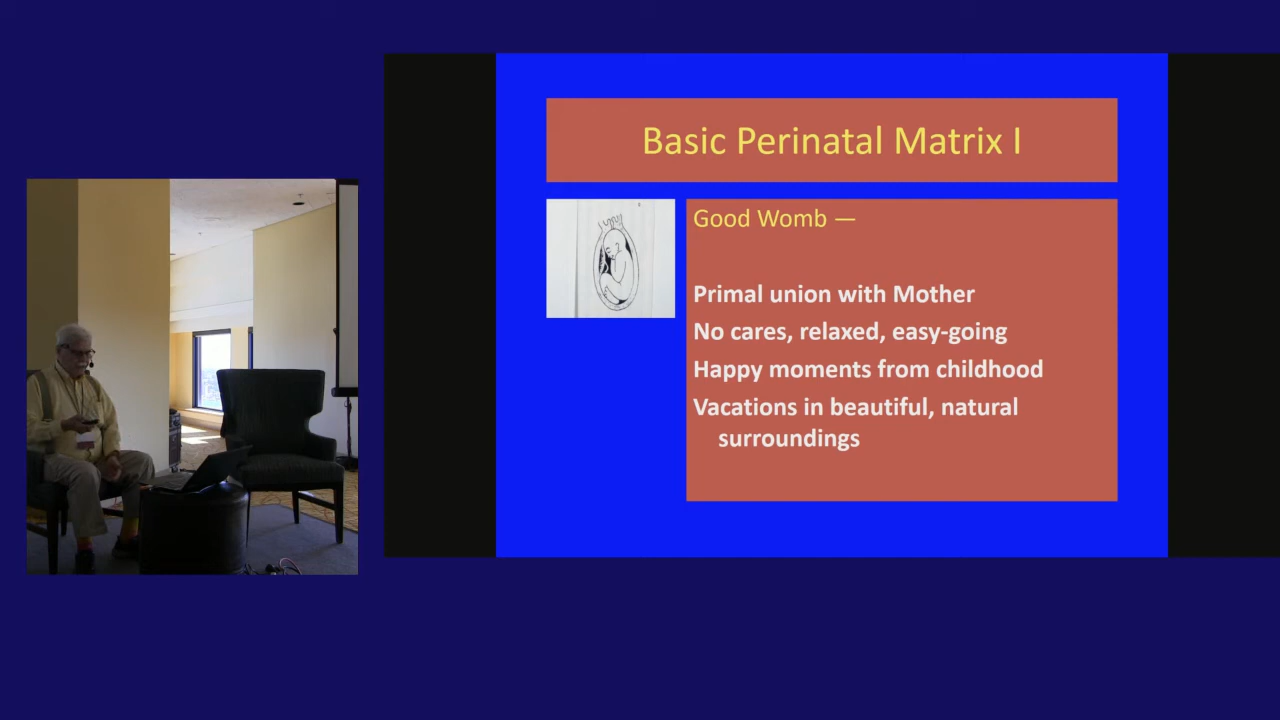 Basic Perinatal Matrix I
Good Womb —
Primal union with Mother
No cares, relaxed, easy-going
Happy moments from childhood
Vacations in beautiful, natural
surroundings